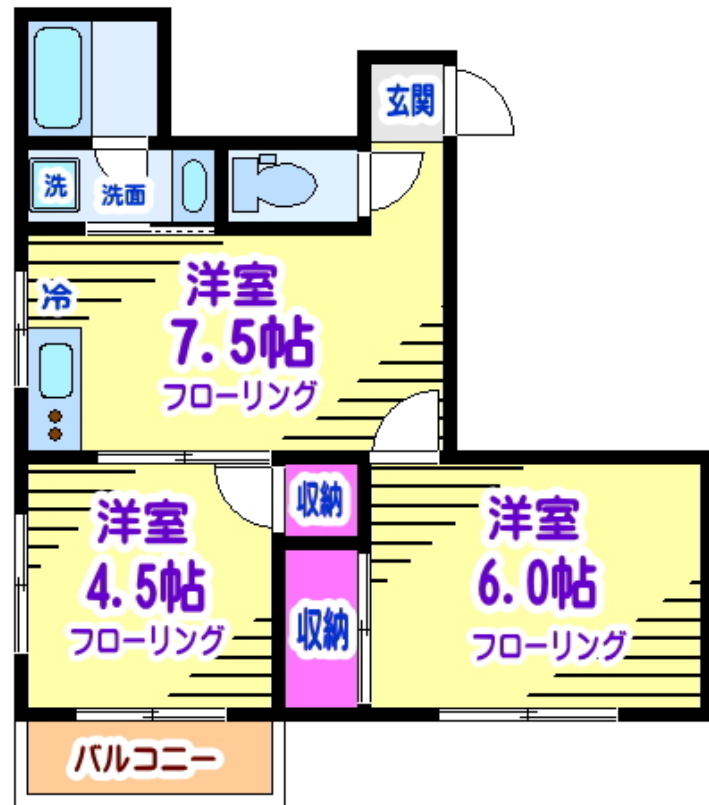 玄関
洗
洗面
洋室
7.5帖
フローリング
冷
収納
洋室
4.5帖
フローリング
洋室
6.0帖
フローリング
収納
バルコニー